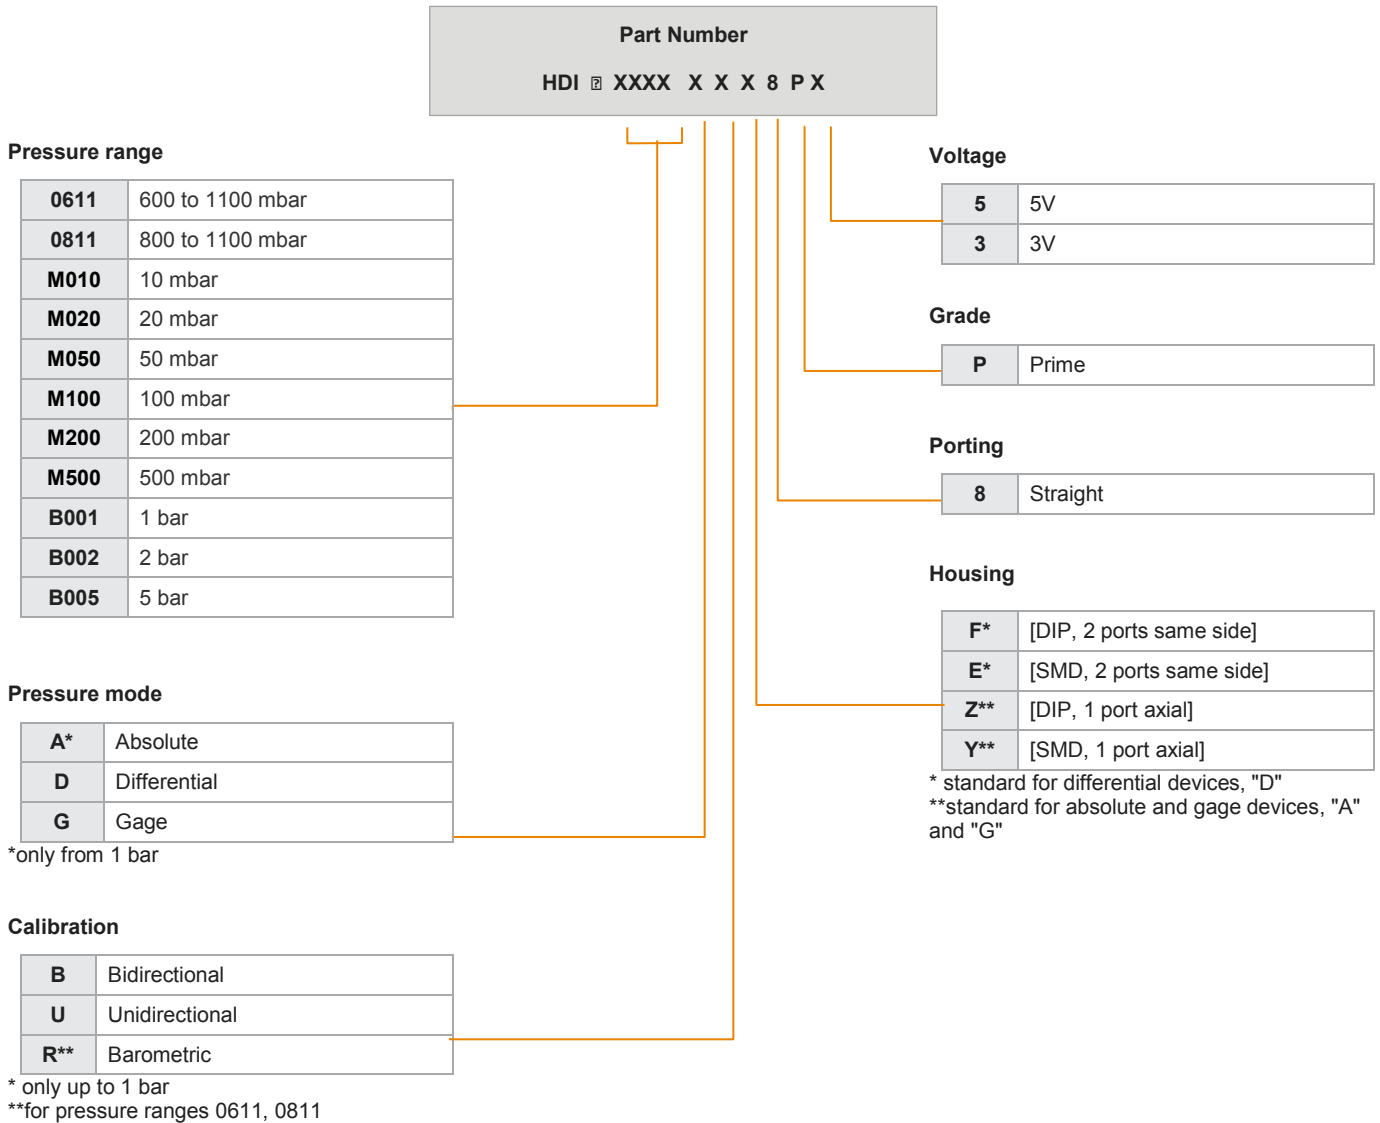 Part Number
HDI ⍰ XXXX X X X 8 P X
Pressure range
0611 600 to 1100 mbar
0811 800 to 1100 mbar
M010 10 mbar
M020 20 mbar
M050 50 mbar
M100 100 mbar
M200 200 mbar
M500 500 mbar
B001 1 bar
B002 2 bar
B005 5 bar
Pressure mode
A* Absolute
D Differential
G Gage
*only from 1 bar
Calibration
B Bidirectional
U Unidirectional
R** Barometric
* only up to 1 bar
**for pressure ranges 0611, 0811
Voltage
5 5V
3 3V
Grade
P Prime
Porting
8 Straight
Housing
F* [DIP, 2 ports same side]
E* [SMD, 2 ports same side]
Z** [DIP, 1 port axial]
Y** [SMD, 1 port axial]
* standard for differential devices, "D"
**standard for absolute and gage devices, "A"
and "G"